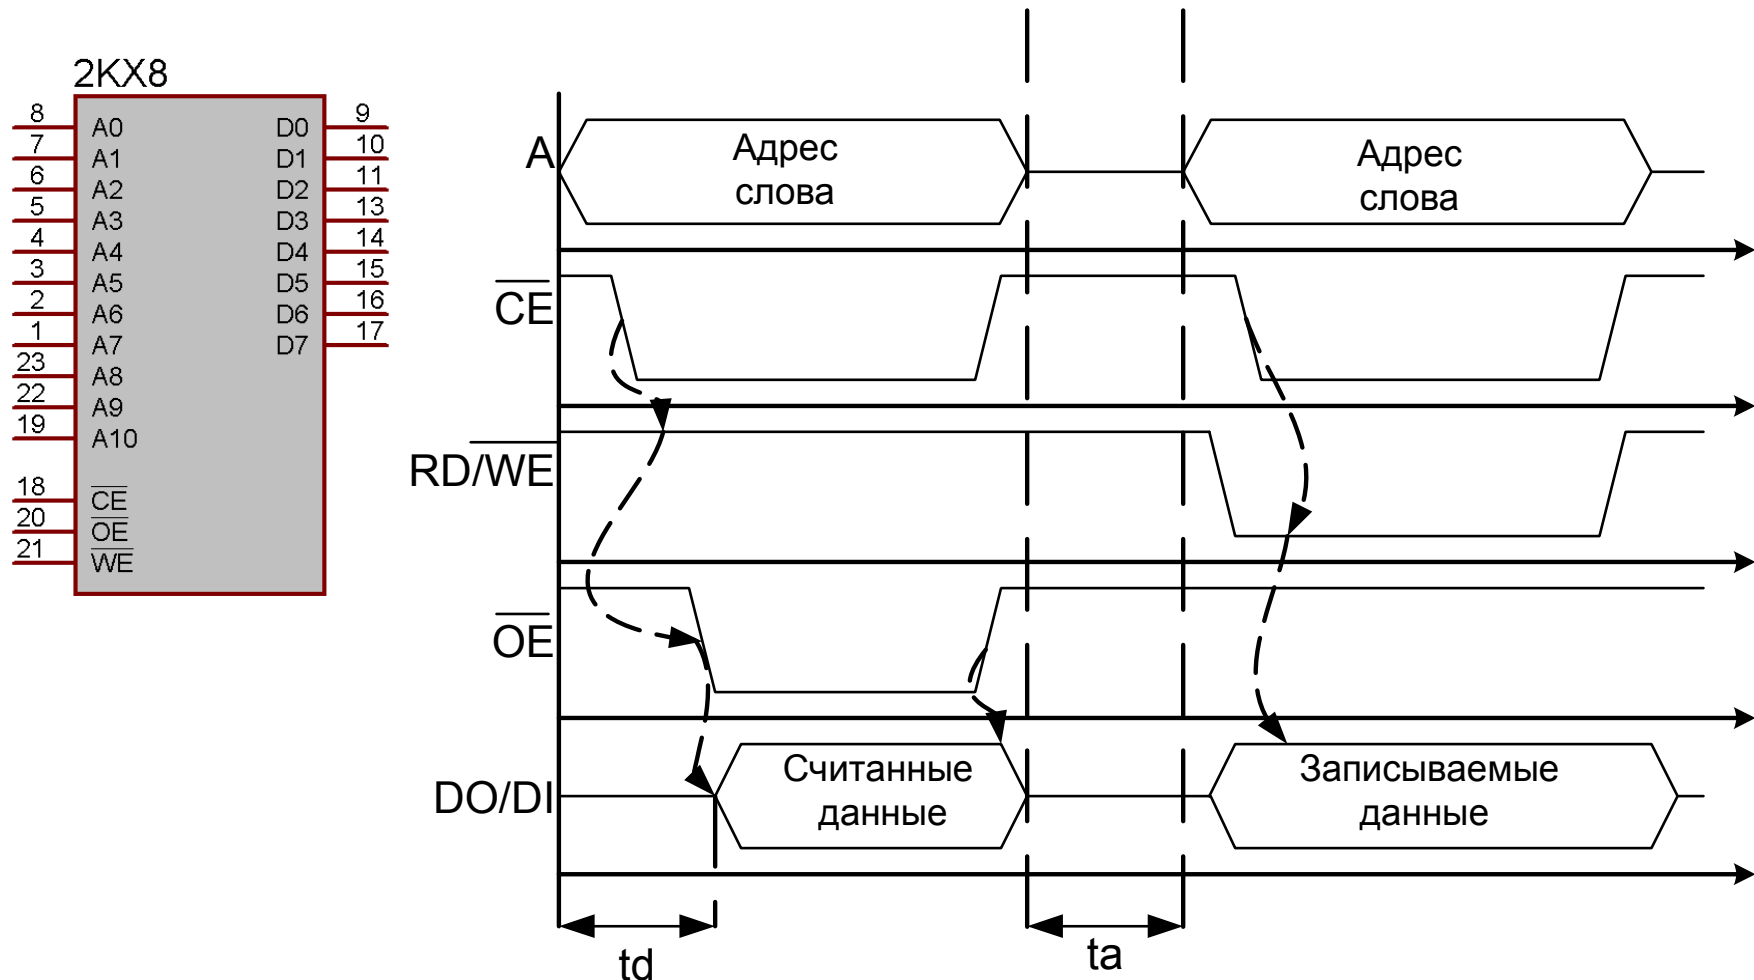 2KX8
8 A0 D0 9
7 A1 D1 10
6 A2 D2 11
5 A3 D3 13
4 A4 D4 14
3 A5 D5 15
2 A6 D6 16
1 A7 D7 17
23 A8
22 A9
19 A10
18 CE
20 OE
21 WE
A
Адрес
слова
Адрес
слова
CE
RD/WE
OE
DO/DI
Считанные
данные
Записываемые
данные
td
ta